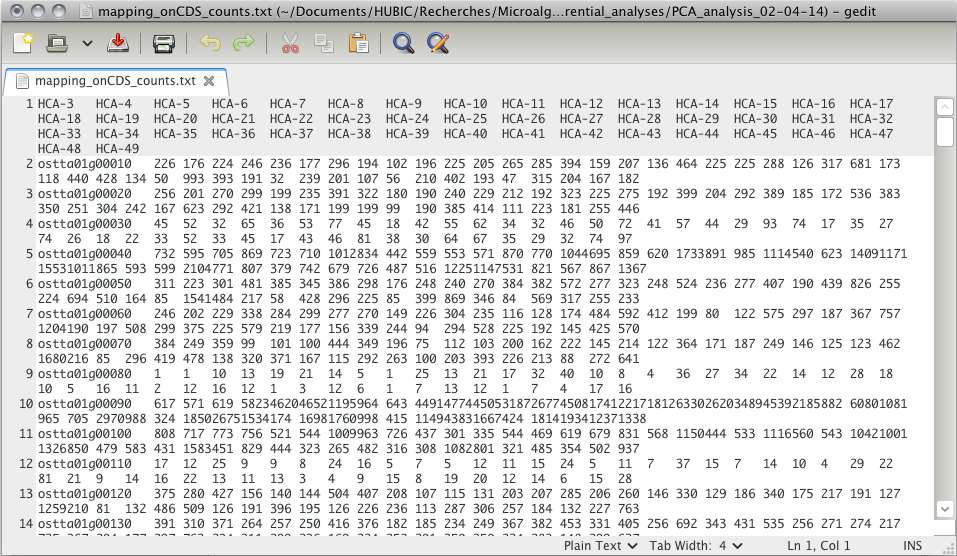 mapping_onCDS_counts.txt (~/Documents/HUBIC/Recherches/Microalg...rential_analyses/PCA_analysis_02-04-14) – gedit
mapping_onCDS_counts.txt
1 HCA-3 HCA-4 HCA-5 HCA-6 HCA-7 HCA-8 HCA-9 HCA-10 HCA-11 HCA-12 HCA-13 HCA-14 HCA-15 HCA-16 HCA-17
HCA-18 HCA-19 HCA-20 HCA-21 HCA-22 HCA-23 HCA-24 HCA-25 HCA-26 HCA-27 HCA-28 HCA-29 HCA-30 HCA-31 HCA-32
HCA-33 HCA-34 HCA-35 HCA-36 HCA-37 HCA-38 HCA-39 HCA-40 HCA-41 HCA-42 HCA-43 HCA-44 HCA-45 HCA-46 HCA-47
HCA-48 HCA-49
2 ostta01g00010 226 176 224 246 236 177 296 194 102 196 225 205 265 285 394 159 207 136 464 225 225 288 126 317 681 173
118 440 428 134 50 993 393 191 32 239 201 107 56 210 402 193 47 315 204 167 182
3 ostta01g00020 256 201 270 299 199 235 391 322 180 190 240 229 212 192 323 225 275 192 399 204 292 389 185 172 536 383
350 251 304 242 167 623 292 421 138 171 199 199 99 190 385 414 111 223 181 255 446
4 ostta01g00030 45 52 32 65 36 53 77 45 18 42 55 62 34 32 46 50 72 41 57 44 29 93 74 17 35 27
74 26 18 22 33 52 33 45 17 43 46 81 38 30 64 67 35 29 32 74 97
5 ostta01g00040 732 595 705 869 723 710 1012834 442 559 553 571 870 770 1044695 859 620 1733891 985 1114540 623 14091171
15531011865 593 599 2104771 807 379 742 679 726 487 516 12251147531 821 567 867 1367
6 ostta01g00050 311 223 301 481 385 345 386 298 176 248 240 270 384 382 572 277 323 248 524 236 277 407 190 439 826 255
224 694 510 164 85 1541484 217 58 428 296 225 85 399 869 346 84 569 317 255 233
7 ostta01g00060 246 202 229 338 284 299 277 270 149 226 304 235 116 128 174 484 592 412 199 80 122 575 297 187 367 757
1204190 197 508 299 375 225 579 219 177 156 339 244 94 294 528 225 192 145 425 570
8 ostta01g00070 384 249 359 99 101 100 444 349 196 75 112 103 200 162 222 145 214 122 364 171 187 249 146 125 123 462
1680216 85 296 419 478 138 320 371 167 115 292 263 100 203 393 226 213 88 272 641
9 ostta01g00080 1 1 10 13 19 21 14 5 1 25 13 21 17 32 40 10 8 4 36 27 34 22 14 12 28 18
10 5 16 11 2 12 16 12 1 3 12 6 1 7 13 12 1 7 4 17 16
10 ostta01g00090 617 571 619 5823462046521195964 643 4491477445053187267745081741221718126330262034894539218 5882 60801081
965 705 2970988 324 1850267515341 74 16981760998 415 114943831667424 1814193412371338
11 ostta01g00100 808 717 773 756 521 544 1009963 726 437 301 335 544 469 619 679 831 568 1150444 533 1116560 543 10421001
1326850 479 583 431 1583451 829 444 323 265 482 316 308 1082801 321 485 354 502 937
12 ostta01g00110 17 12 25 9 9 8 24 16 5 7 5 12 11 15 24 5 11 7 37 15 7 14 10 4 29 22
81 21 9 14 16 22 13 11 13 3 4 9 15 8 19 20 12 14 6 15 28
13 ostta01g00120 375 280 427 156 140 144 504 407 208 107 115 131 203 207 285 206 260 146 330 129 186 340 175 217 191 127
1259210 81 132 486 509 126 191 396 195 126 226 236 113 287 306 257 184 132 227 763
14 ostta01g00130 391 310 371 264 257 250 416 376 182 185 234 249 367 382 453 331 405 256 692 343 431 535 256 271 274 217
Plain Text Tab Width: 4 Ln 1, Col 1 INS